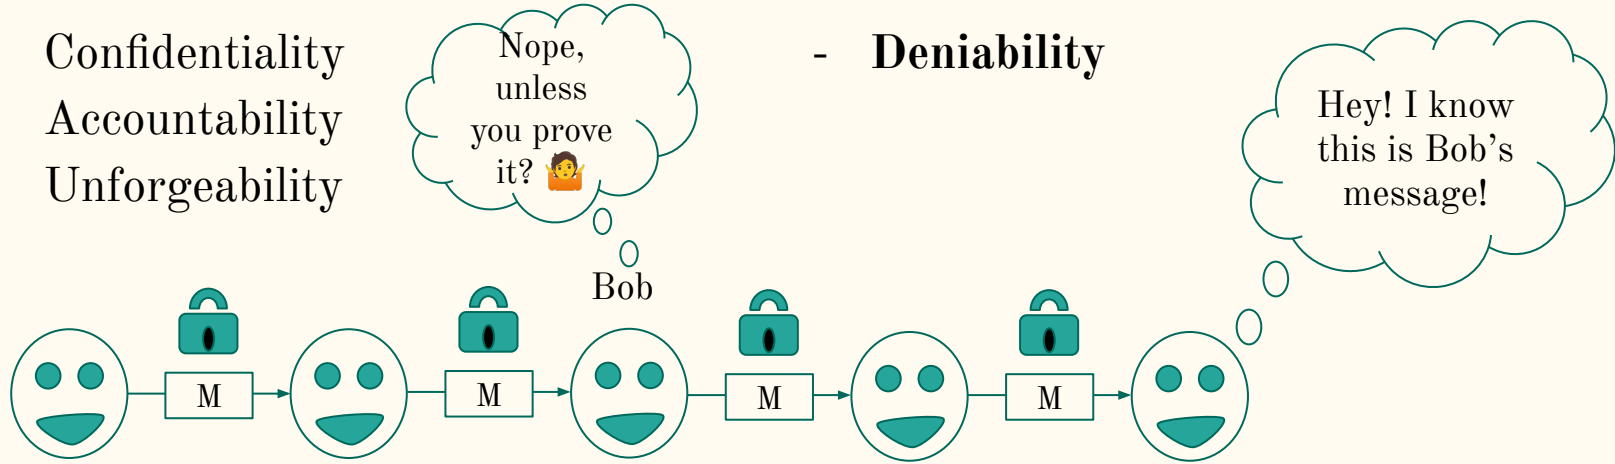 Confidentiality
Accountability
Unforgeability
Nope,
unless
you prove
it? 🤷
- Deniability
Hey! I know
this is Bob's
message!
Bob
M
M
M
M